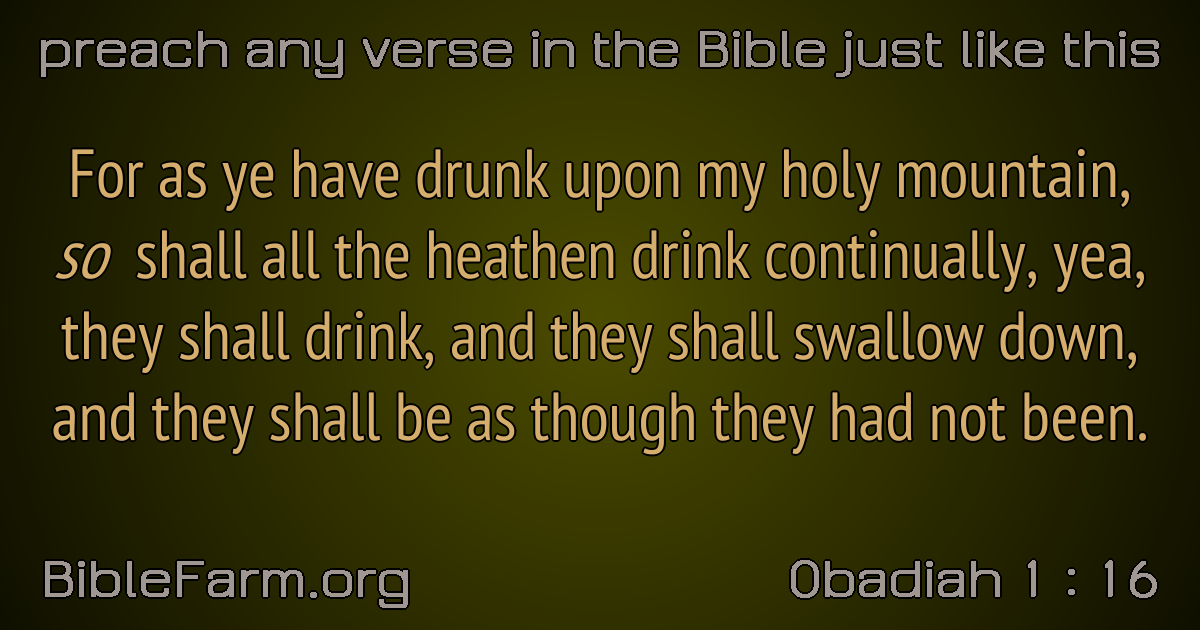 preach any verse in the Bible just like this
For as ye have drunk upon my holy mountain,
so shall all the heathen drink continually, yea,
they shall drink, and they shall swallow down,
and they shall be as though they had not been.
BibleFarm.org
Obadiah 1 : 16